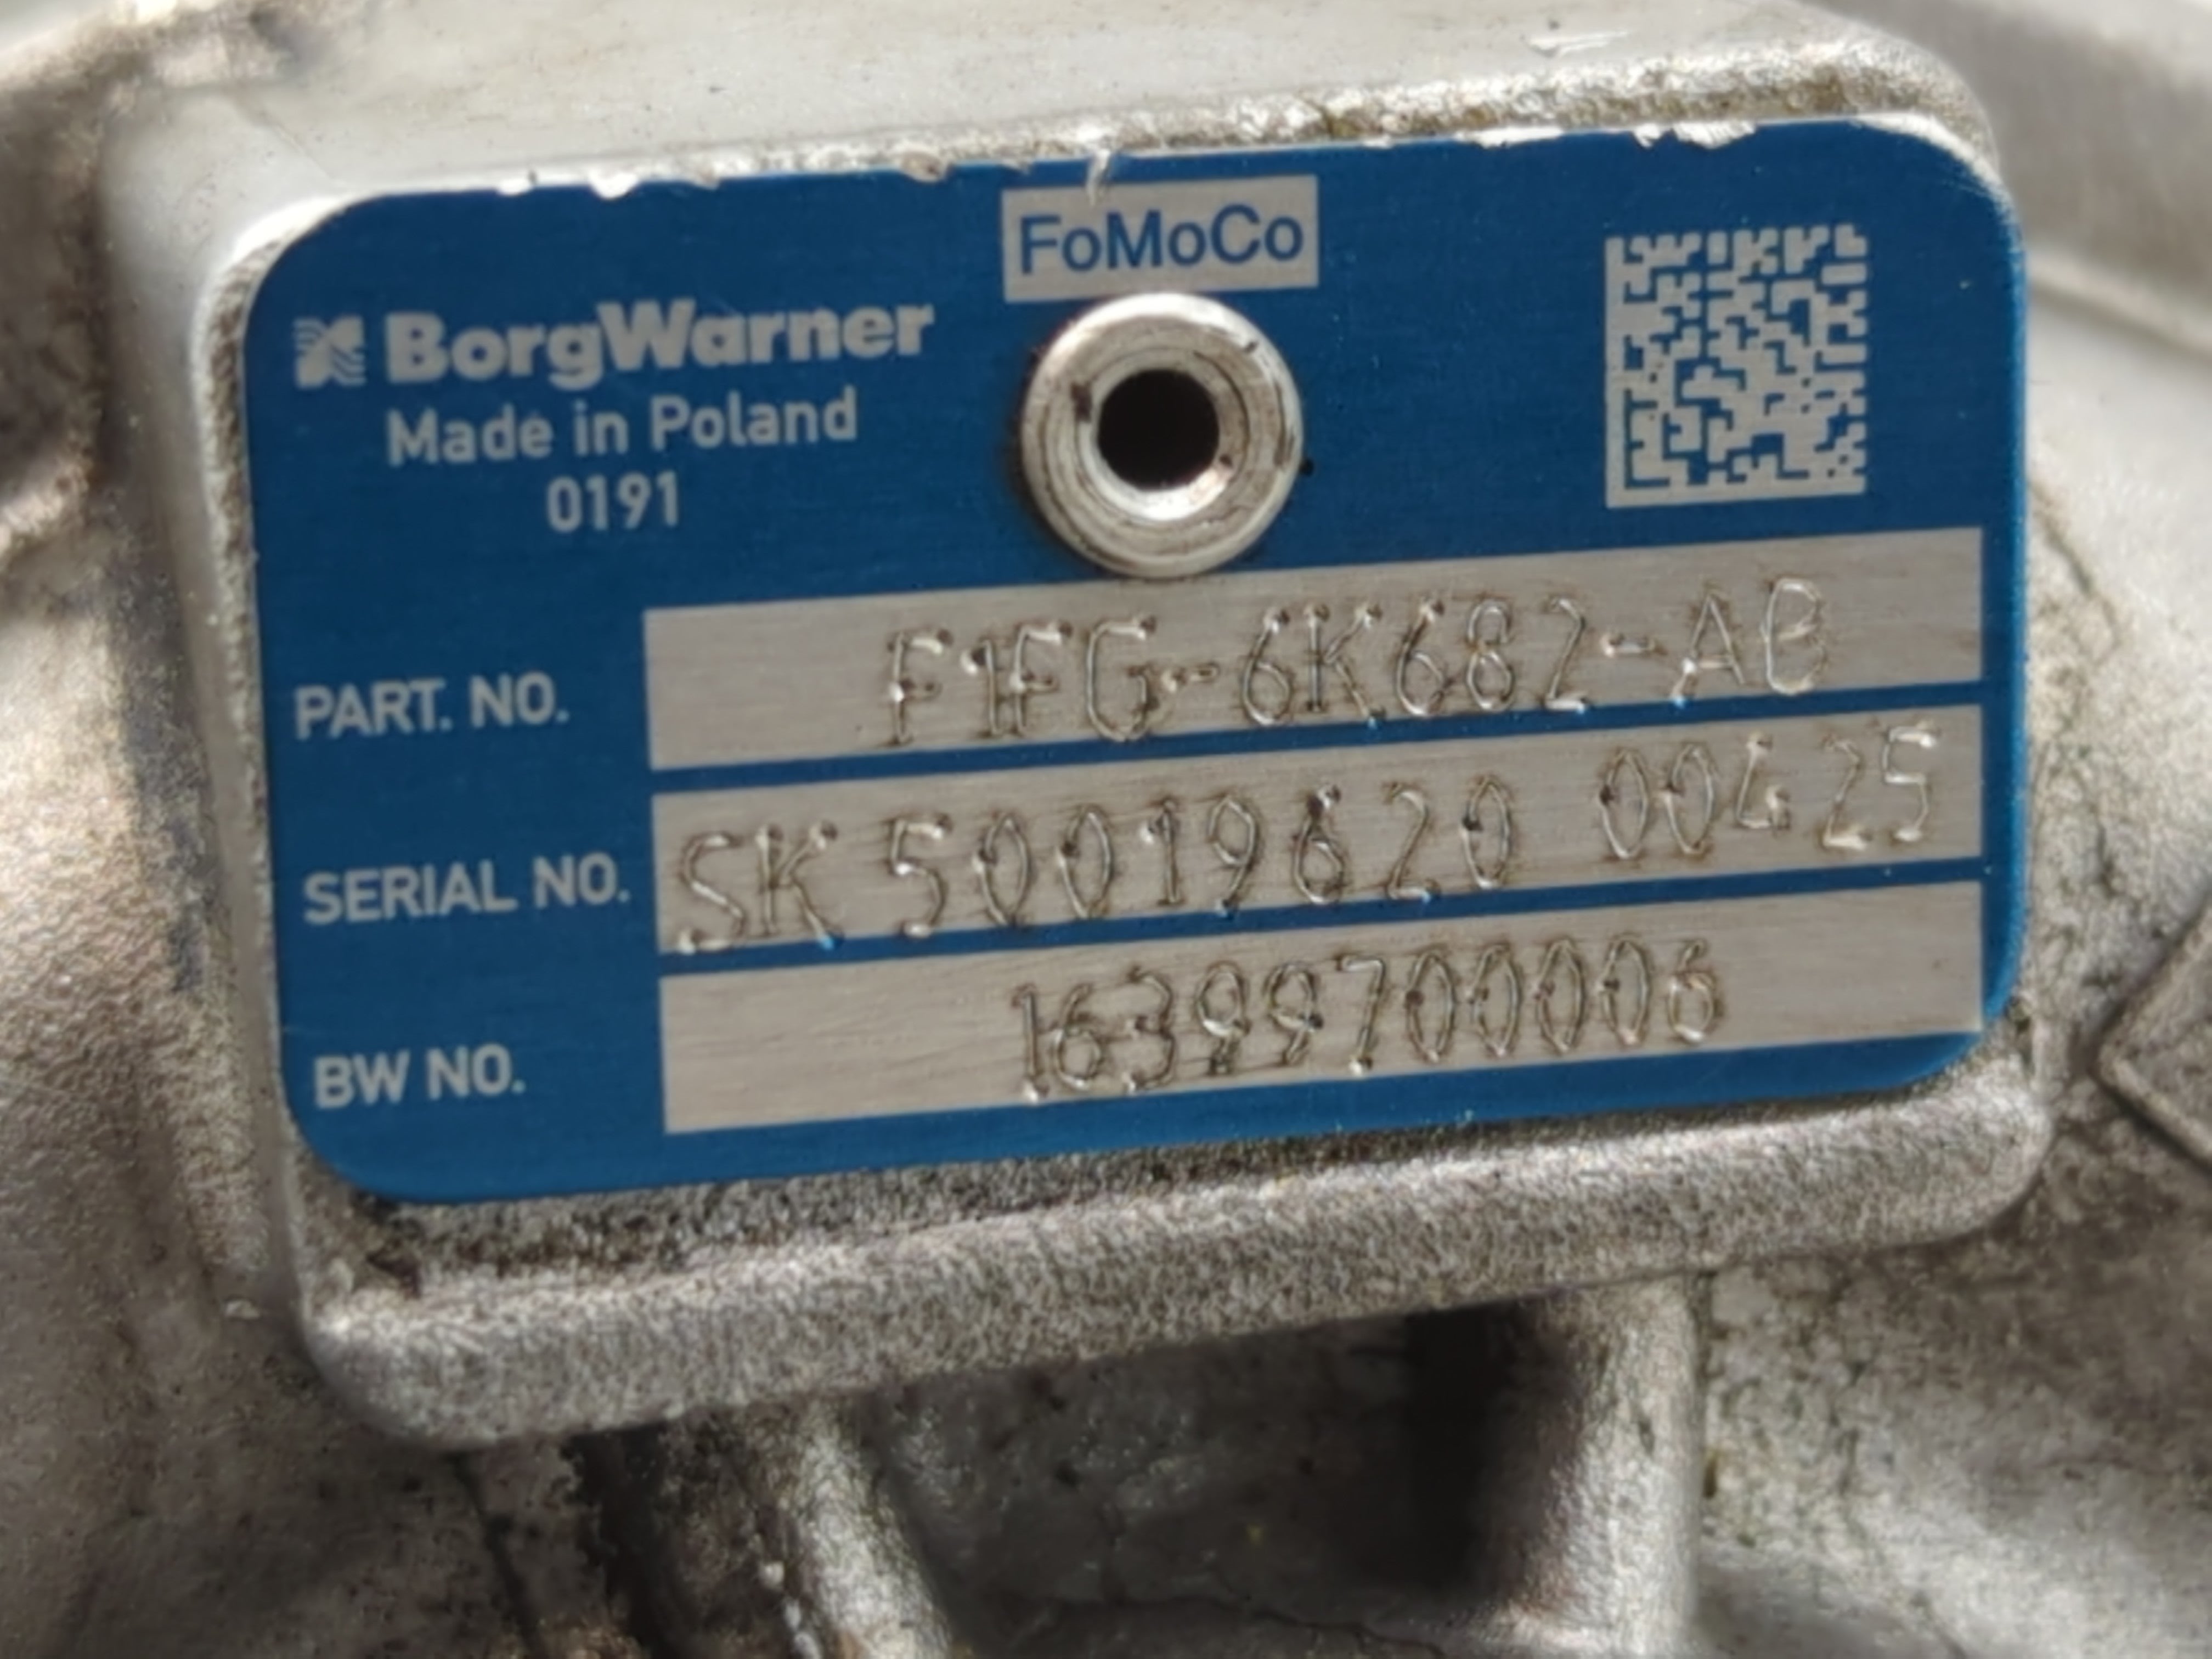 FoMoCo
BorgWarner
Made in Poland
0191
PART. NO. F1FG-6K682-AB
SERIAL NO. SK 50019620 00425
BW NO. 16399700006